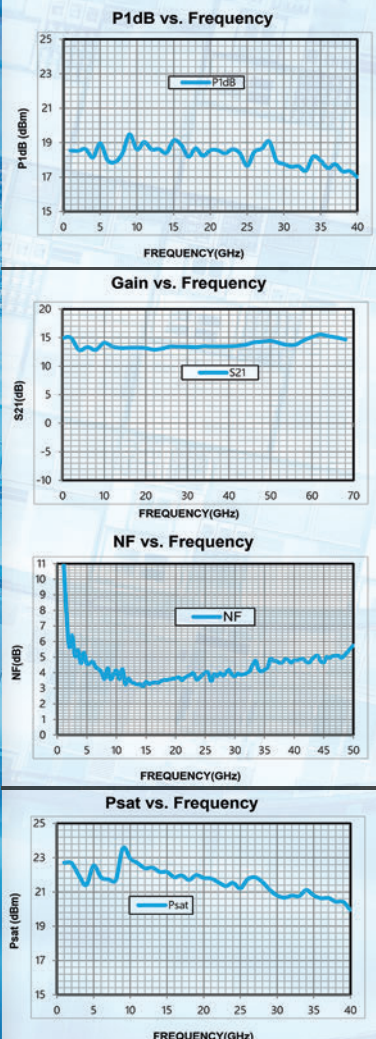 P1dB vs. Frequency
25
23
21
19
17
15
P1dB (dBm)
P1dB
0 5 10 15 20 25 30 35 40
FREQUENCY(GHz)
Gain vs. Frequency
20
15
10
5
0
-5
-10
S21(dB)
S21
0 10 20 30 40 50 60 70
FREQUENCY(GHz)
NF vs. Frequency
11
10
9
8
7
6
5
4
3
2
1
0
NF(dB)
NF
0 5 10 15 20 25 30 35 40 45 50
FREQUENCY(GHz)
Psat vs. Frequency
25
23
21
19
17
15
Psat (dBm)
Psat
0 5 10 15 20 25 30 35 40
FREQUENCY(GHz)